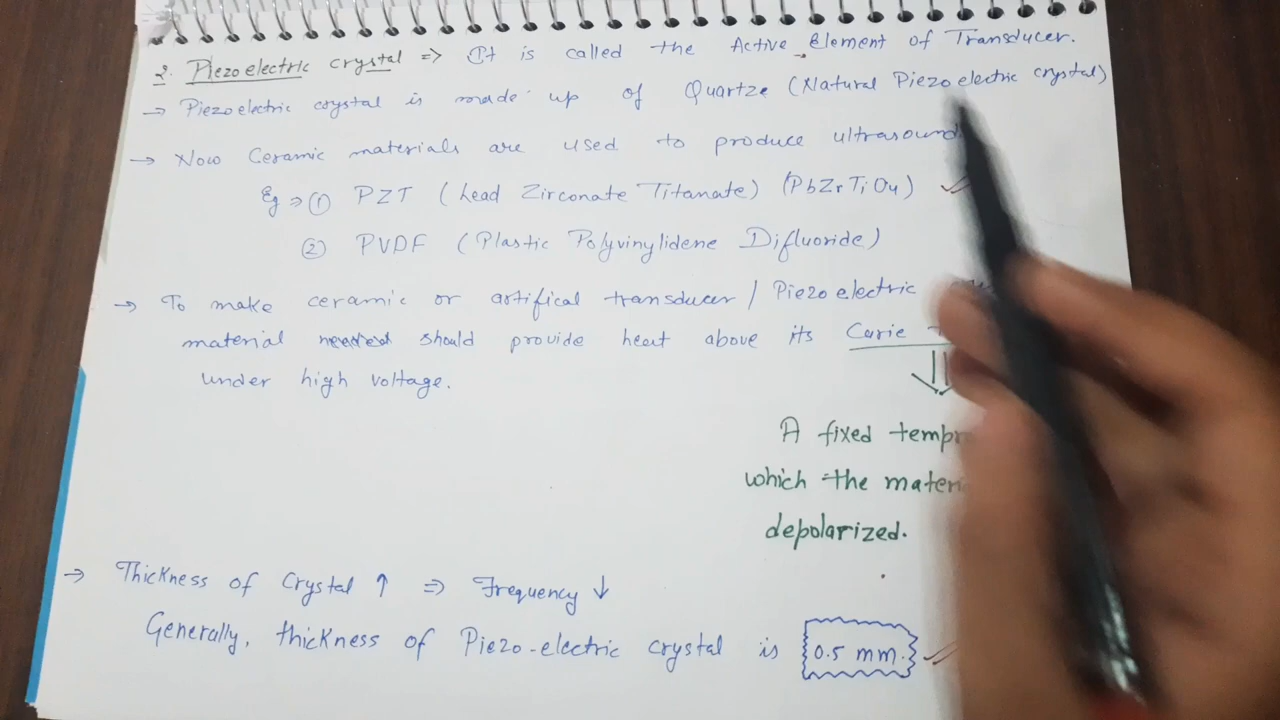 2. Piezoelectric crystal => It is called the Active Element of Transducer.
→ Piezoelectric crystal is made up of Quartze (Natural Piezoelectric crystal)
→ Now Ceramic materials are used to produce ultrasound
Eg => ① PZT (Lead Zirconate Titanate) (PbZrTiO4) ✓
② PVDF (Plastic Polyvinylidene Difluoride)
→ To make ceramic or artifical transducer / Piezoelectric
material should provide heat above its Curie
under high voltage.
A fixed
which the
depolarized.
→ Thickness of Crystal ↑ => Frequency ↓
Generally, thickness of Piezo-electric crystal is 0.5 mm. ✓